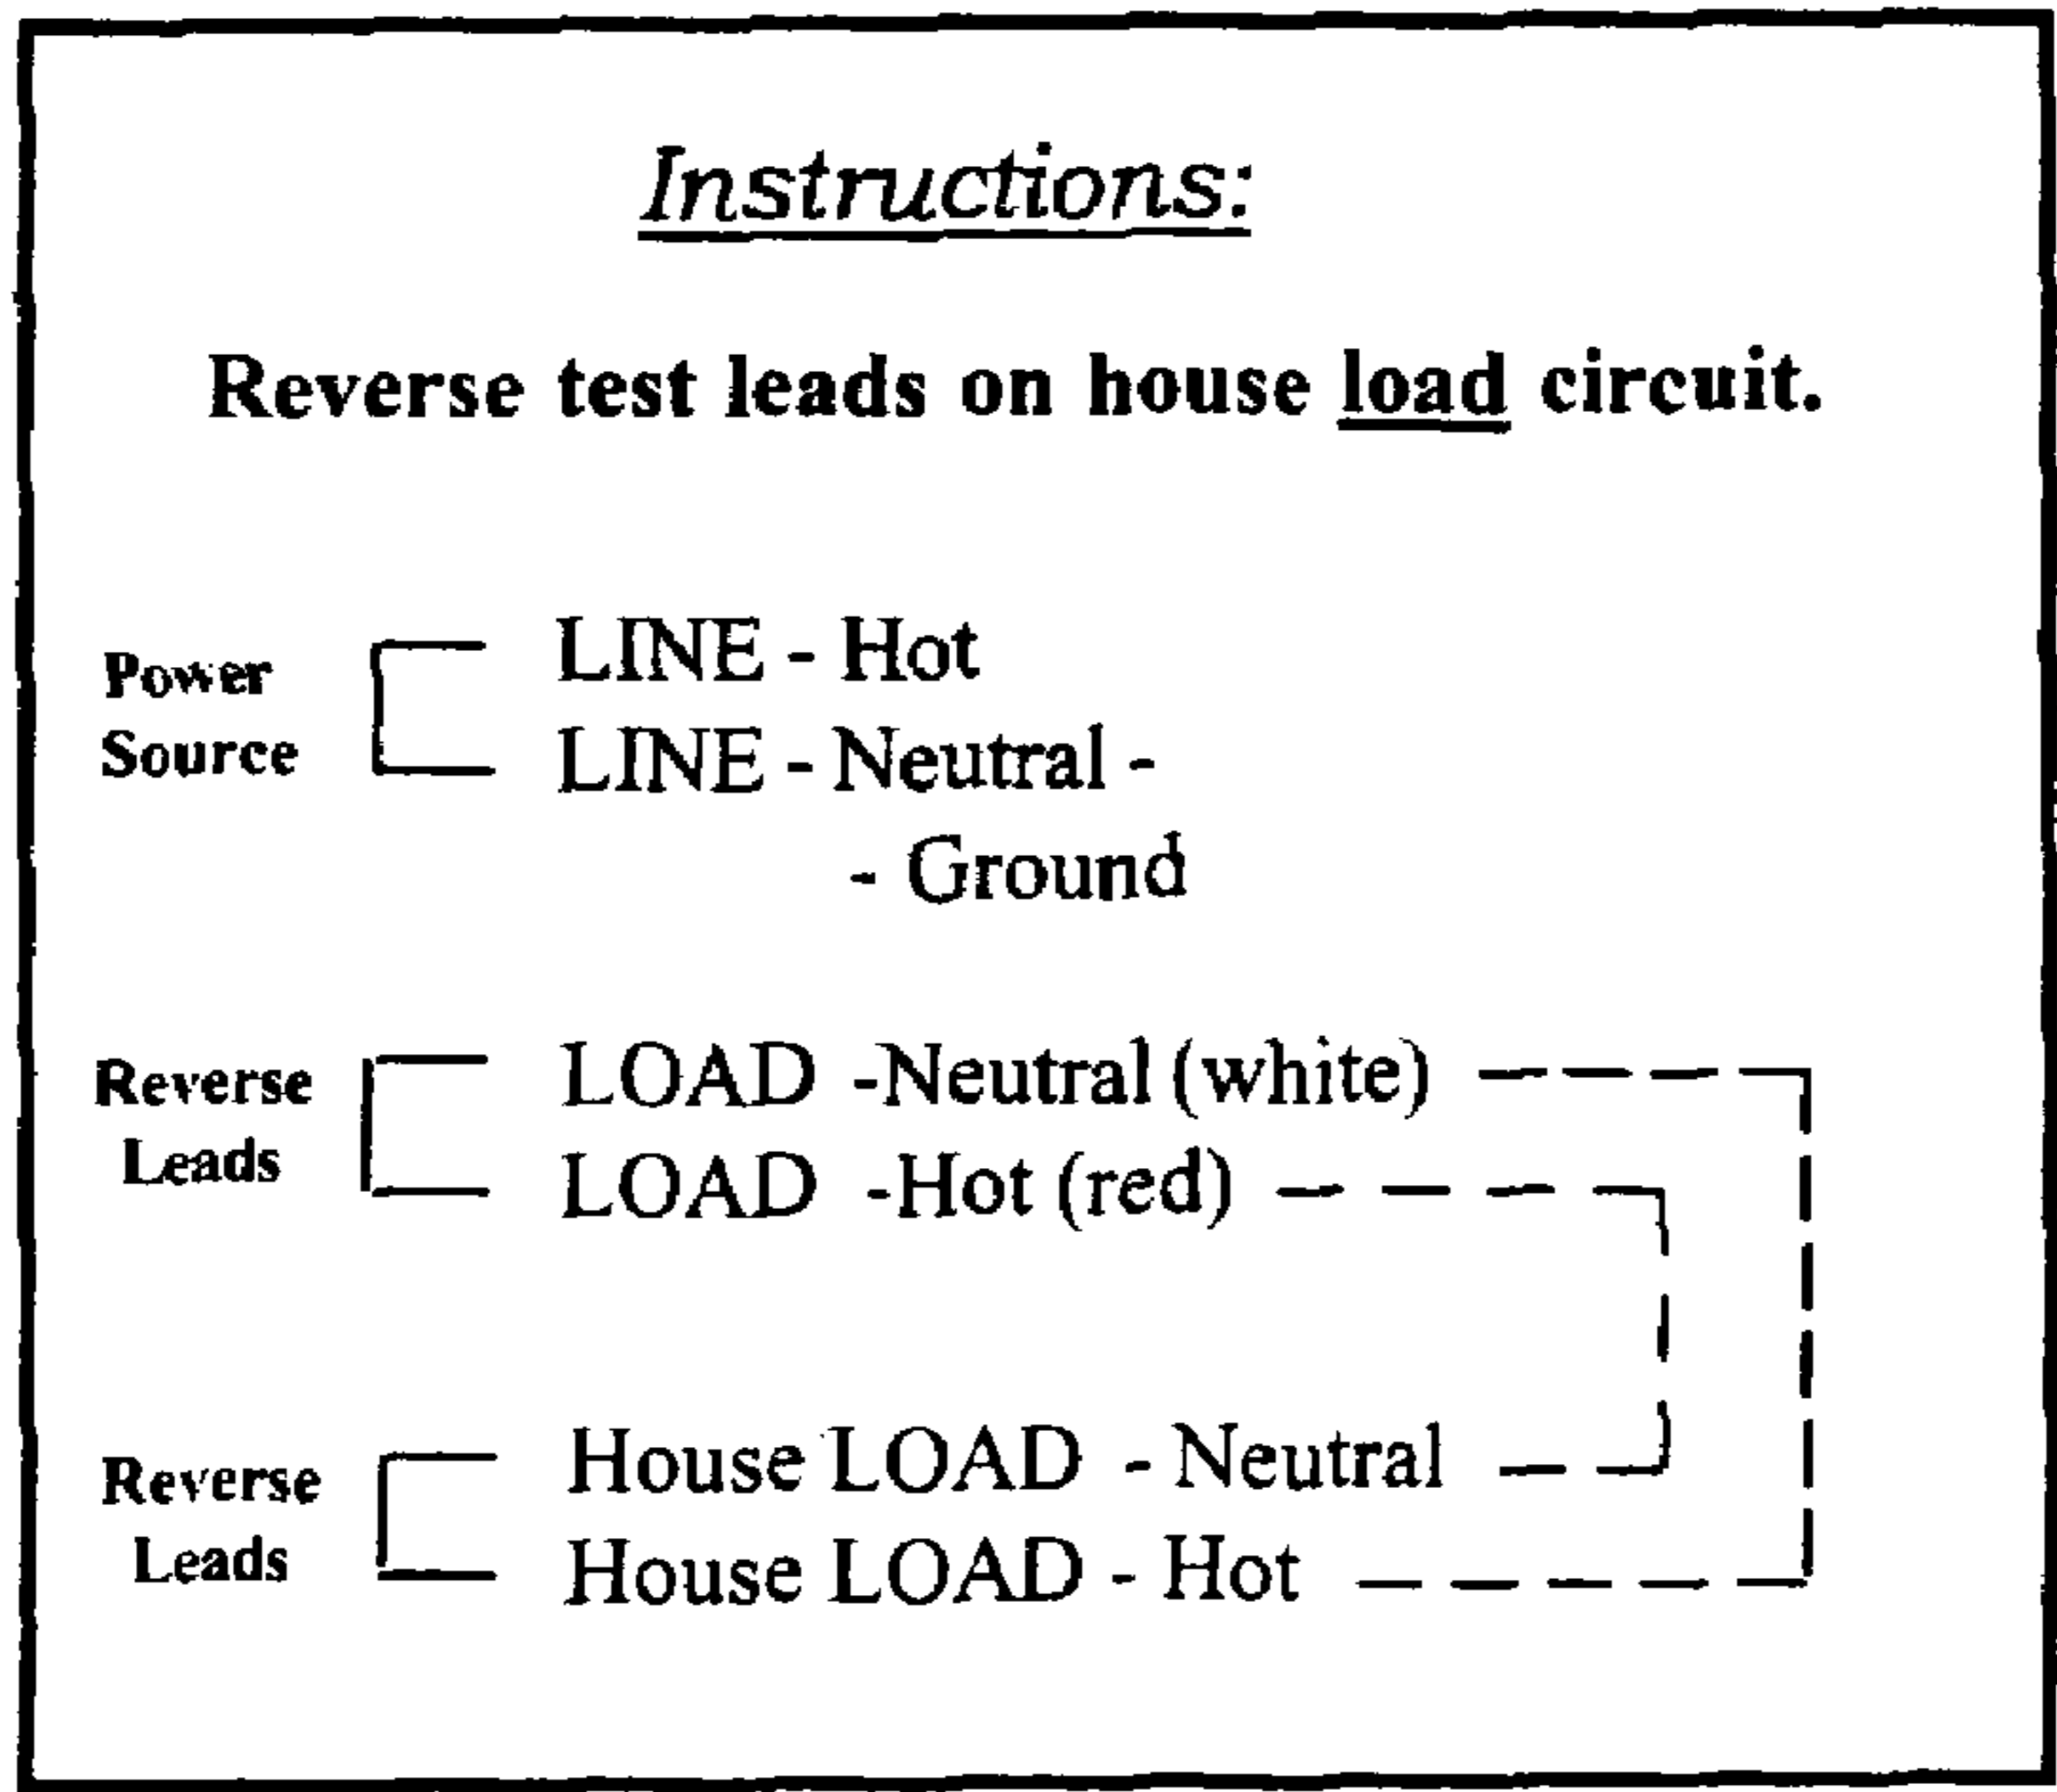 Instructions:
Reverse test leads on house load circuit.
Power
Source
LINE - Hot
LINE - Neutral -
- Ground
Reverse
Leads
LOAD -Neutral (white)
LOAD -Hot (red)
Reverse
Leads
House LOAD - Neutral
House LOAD - Hot